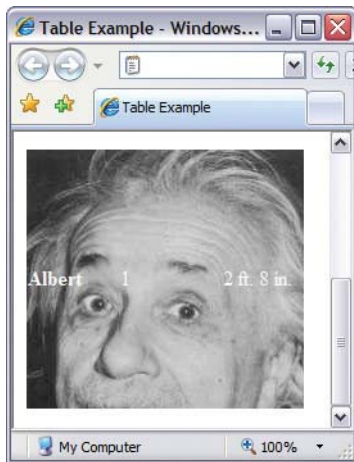 Table Example - Windows...
Table Example
Albert 1 2 ft. 8 in.
My Computer 100%